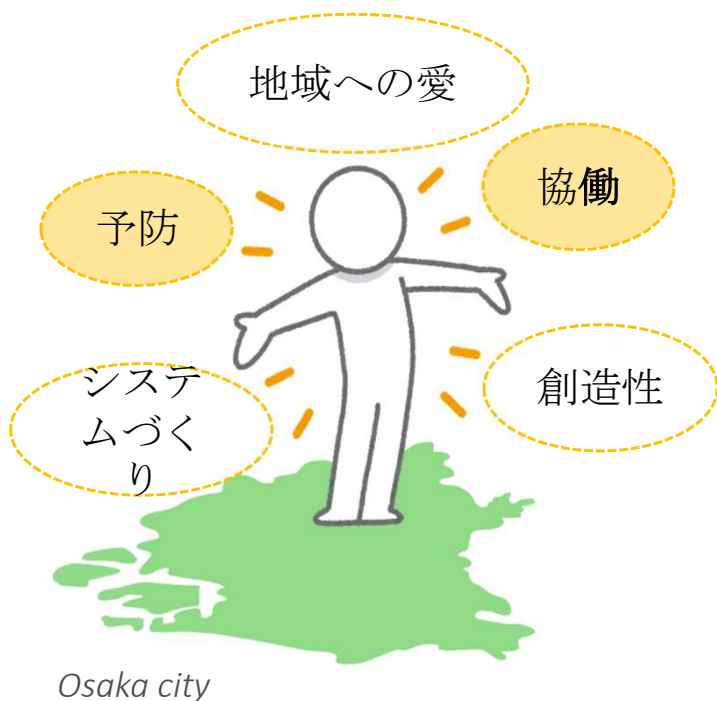 地域への愛
協働
予防
システ
ムづく
り
創造性
Osaka city